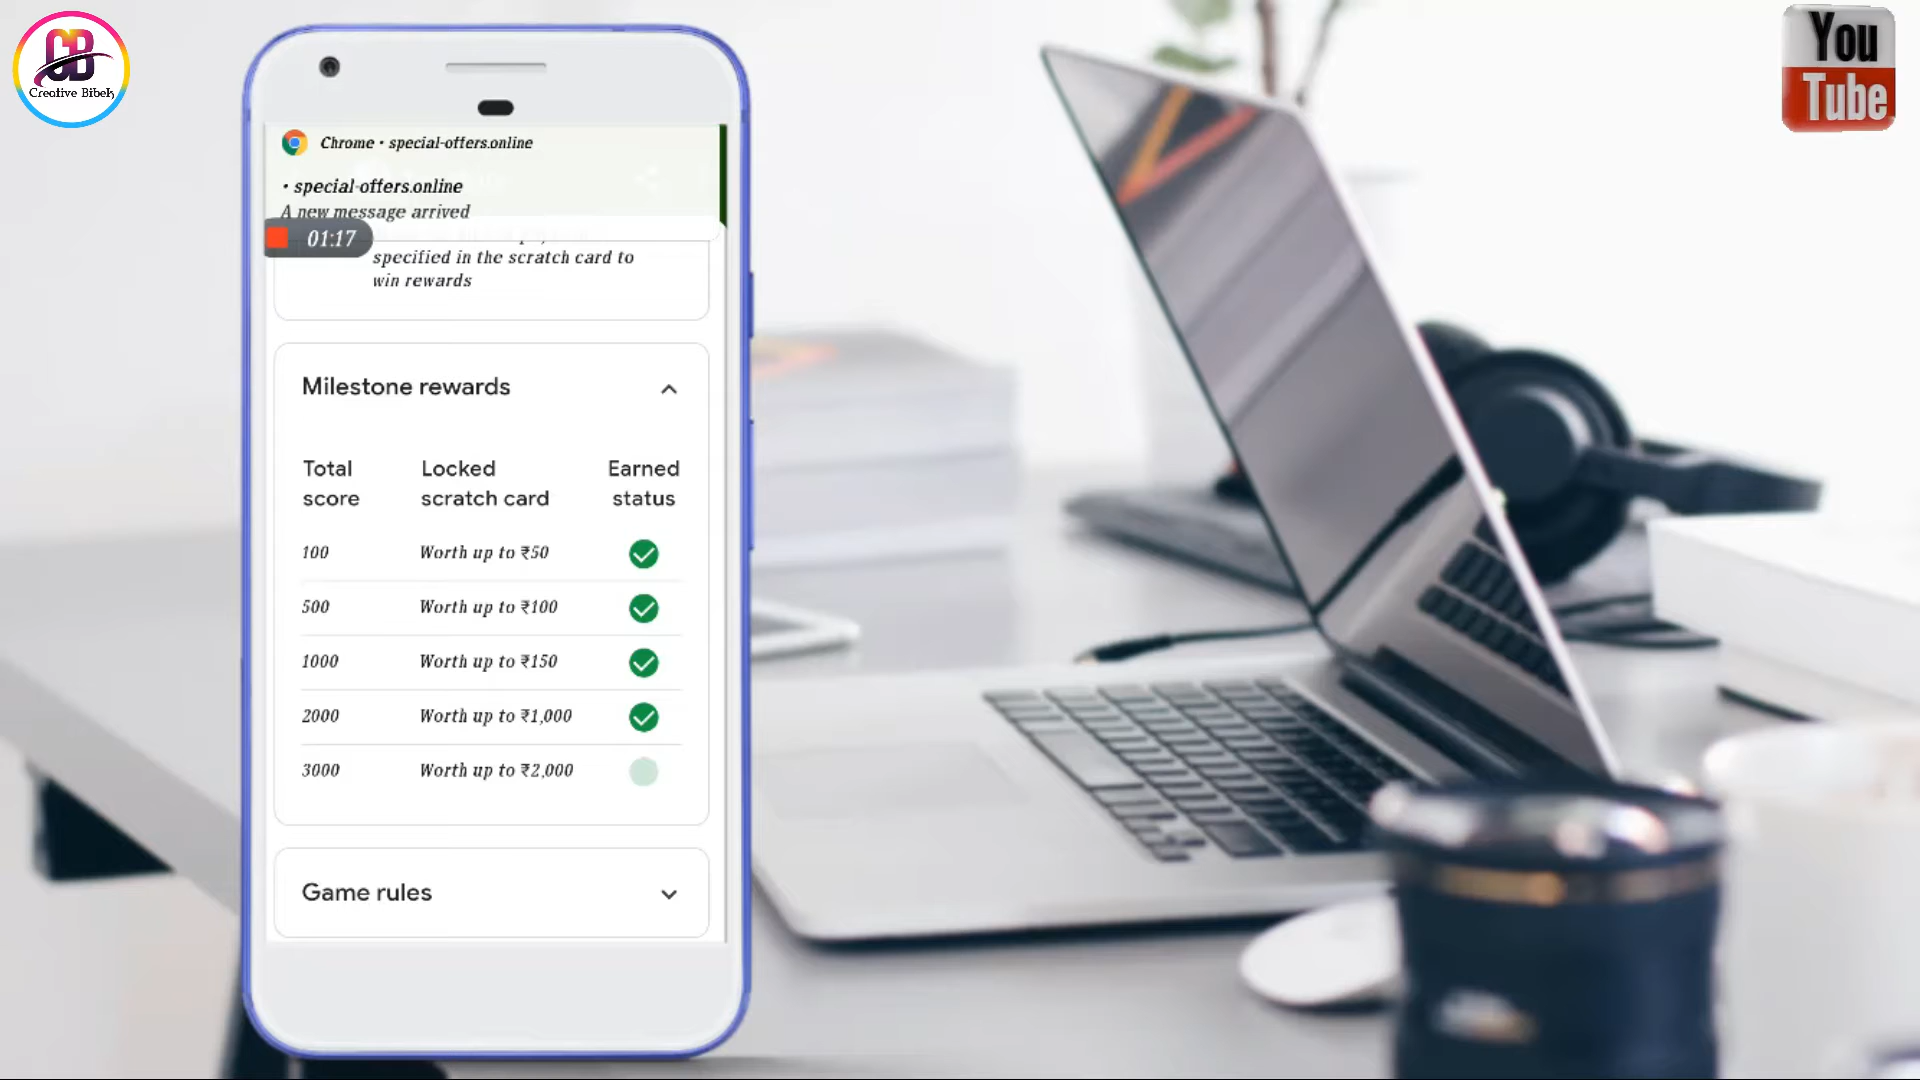 CB
Creative Bibek
You
Tube
Chrome • special-offers.online
• special-offers.online
A new message arrived
01:17
specified in the scratch card to
win rewards
Milestone rewards
Total score Locked scratch card Earned status
100 Worth up to ₹50
500 Worth up to ₹100
1000 Worth up to ₹150
2000 Worth up to ₹1,000
3000 Worth up to ₹2,000
Game rules